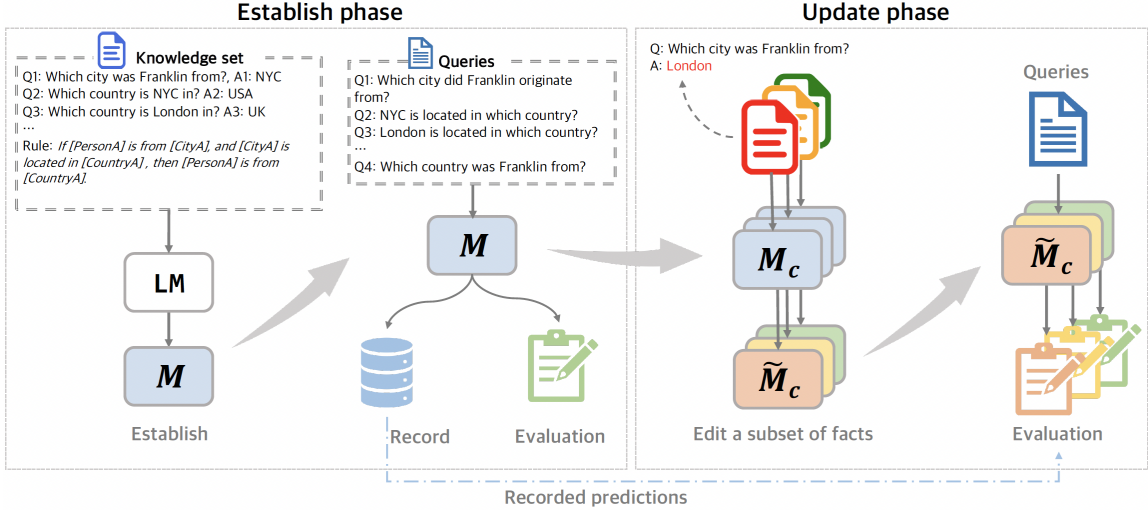 Establish phase
Knowledge set
Q1: Which city was Franklin from?, A1: NYC
Q2: Which country is NYC in? A2: USA
Q3: Which country is London in? A3: UK
...
Rule: If [PersonA] is from [CityA], and [CityA] is
located in [CountryA] , then [PersonA] is from
[CountryA].
LM
M
Establish
Queries
Q1: Which city did Franklin originate
from?
Q2: NYC is located in which country?
Q3: London is located in which country?
...
Q4: Which country was Franklin from?
M
Record
Evaluation
Update phase
Q: Which city was Franklin from?
A: London
M_c
M̃_c
Edit a subset of facts
Queries
M̃_c
Evaluation
Recorded predictions